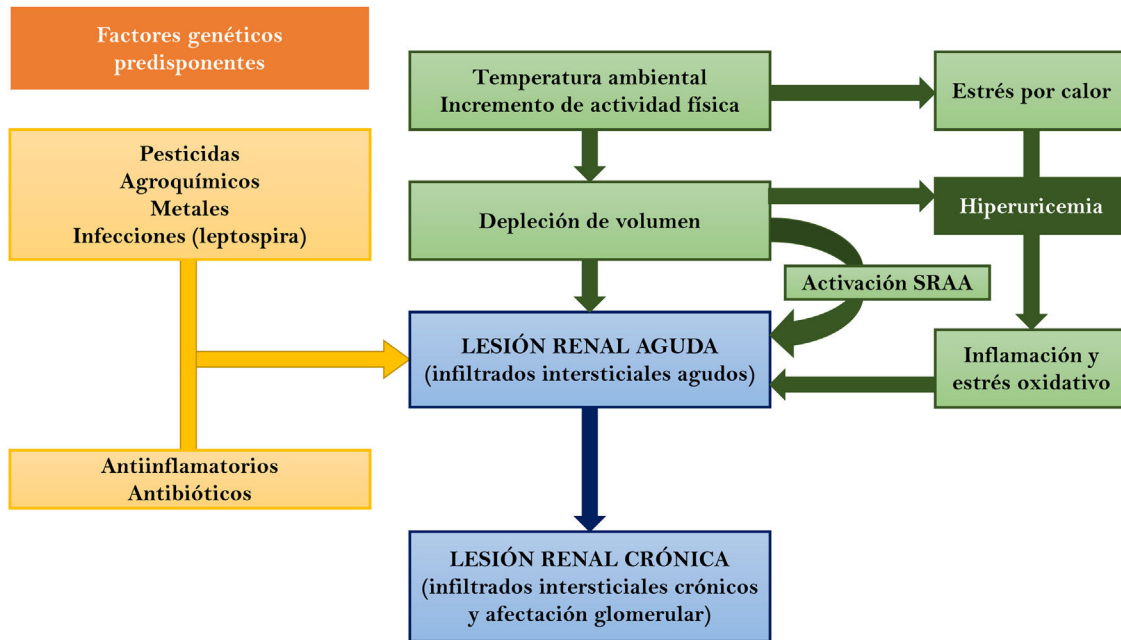 Factores genéticos
predisponentes
Temperatura ambiental
Incremento de actividad física
Estrés por calor
Pesticidas
Agroquímicos
Metales
Infecciones (leptospira)
Depleción de volumen
Hiperuricemia
Activación SRAA
LESIÓN RENAL AGUDA
(infiltrados intersticiales agudos)
Inflamación y
estrés oxidativo
Antiinflamatorios
Antibióticos
LESIÓN RENAL CRÓNICA
(infiltrados intersticiales crónicos
y afectación glomerular)